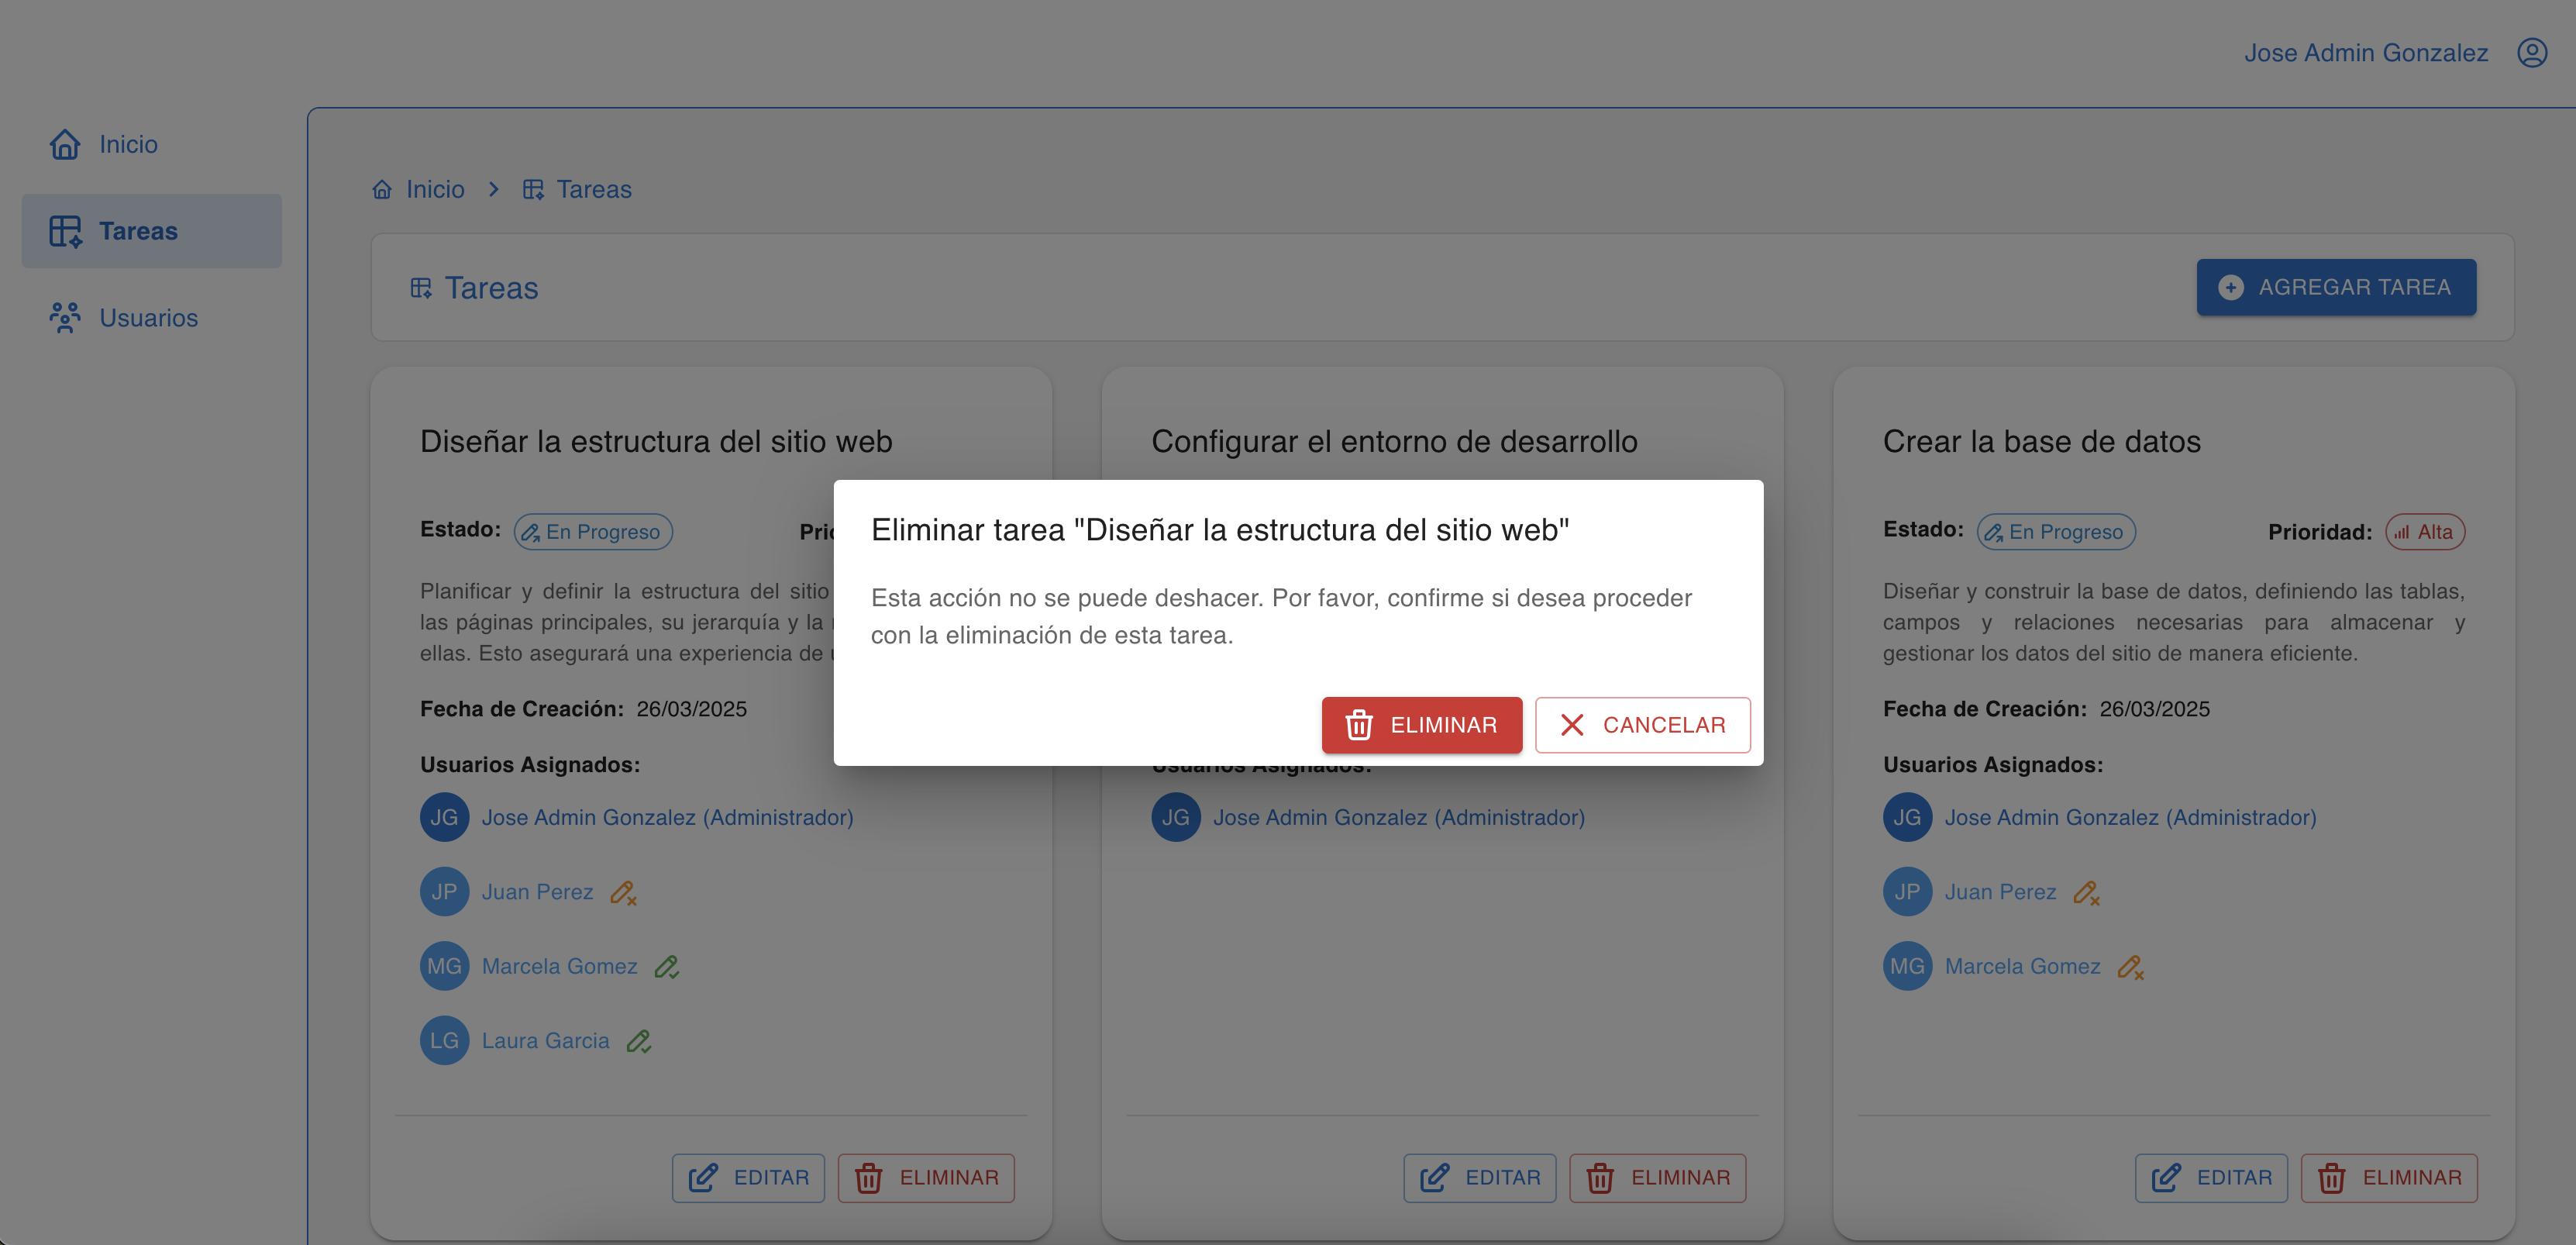 Jose Admin Gonzalez
Inicio
Tareas
Usuarios
Inicio > Tareas
Tareas
AGREGAR TAREA
Diseñar la estructura del sitio web
Estado: En Progreso
Planificar y definir la estructura del sitio
las páginas principales, su jerarquía y la
ellas. Esto asegurará una experiencia de
Fecha de Creación: 26/03/2025
Usuarios Asignados:
JG Jose Admin Gonzalez (Administrador)
JP Juan Perez
MG Marcela Gomez
LG Laura Garcia
EDITAR ELIMINAR
Configurar el entorno de desarrollo
Usuarios Asignados:
JG Jose Admin Gonzalez (Administrador)
EDITAR ELIMINAR
Crear la base de datos
Estado: En Progreso Prioridad: Alta
Diseñar y construir la base de datos, definiendo las tablas,
campos y relaciones necesarias para almacenar y
gestionar los datos del sitio de manera eficiente.
Fecha de Creación: 26/03/2025
Usuarios Asignados:
JG Jose Admin Gonzalez (Administrador)
JP Juan Perez
MG Marcela Gomez
EDITAR ELIMINAR
Eliminar tarea "Diseñar la estructura del sitio web"
Esta acción no se puede deshacer. Por favor, confirme si desea proceder
con la eliminación de esta tarea.
ELIMINAR CANCELAR